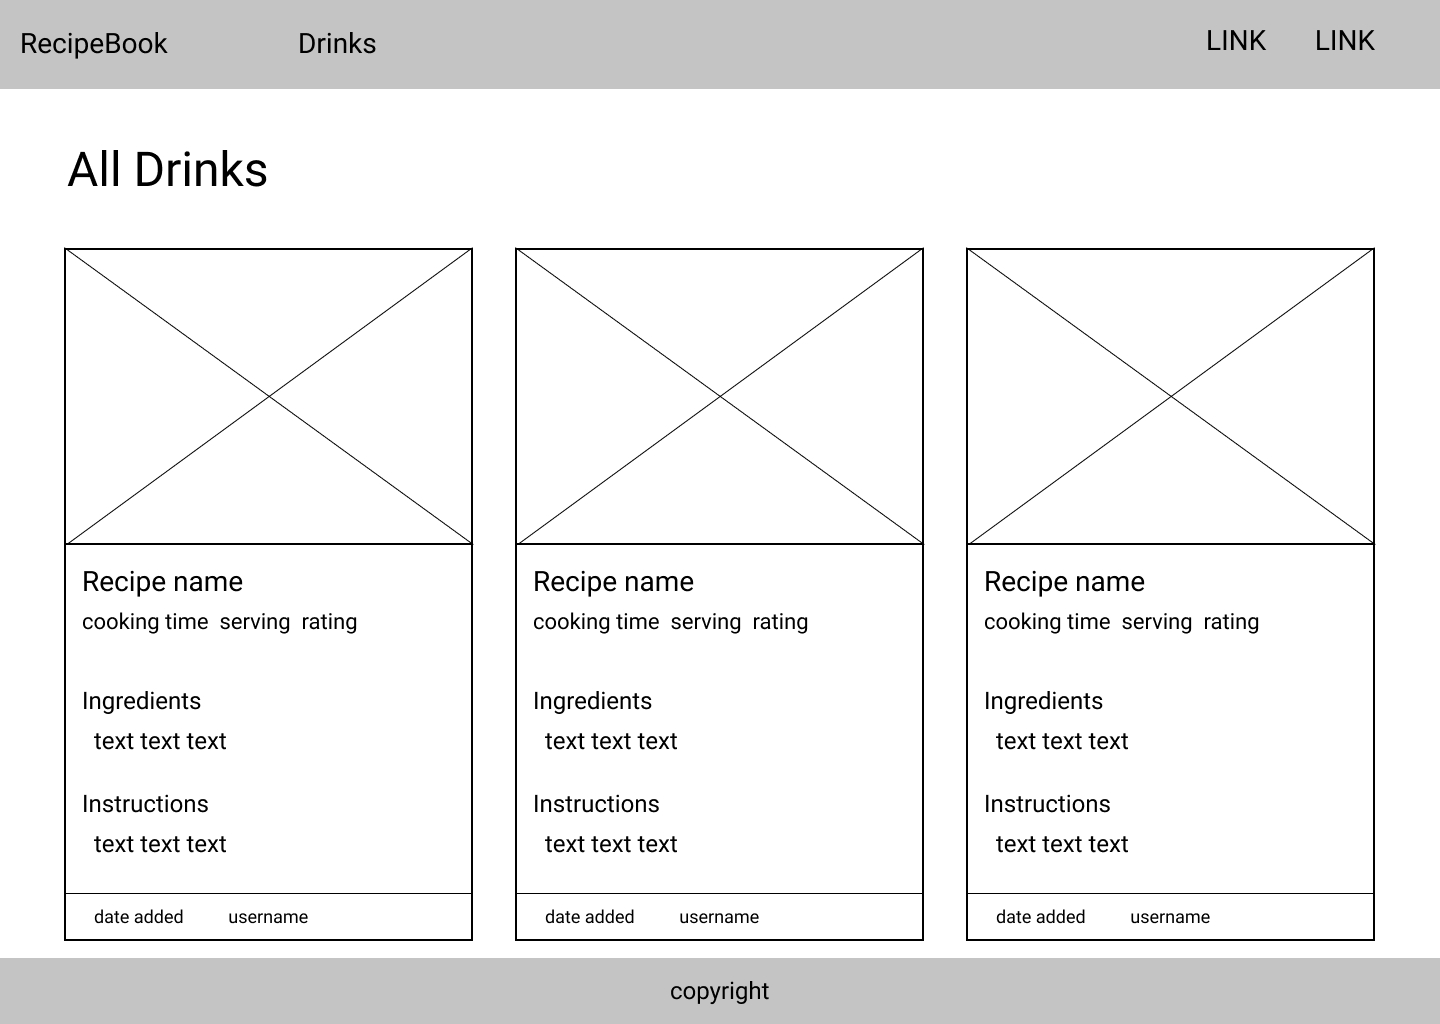 RecipeBook Drinks LINK LINK
All Drinks
Recipe name
cooking time serving rating
Ingredients
text text text
Instructions
text text text
date added username
Recipe name
cooking time serving rating
Ingredients
text text text
Instructions
text text text
date added username
Recipe name
cooking time serving rating
Ingredients
text text text
Instructions
text text text
date added username
copyright